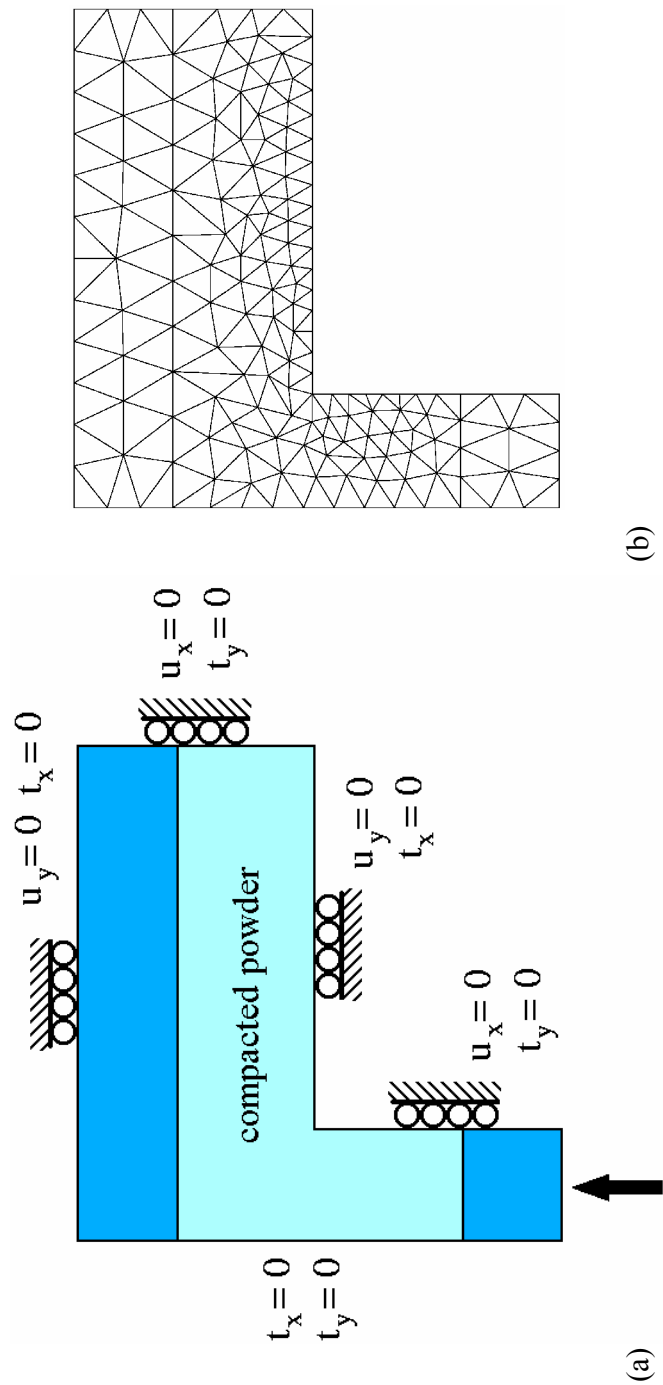 u_y = 0 t_x = 0
u_x = 0
t_y = 0
compacted powder
t_x = 0
t_y = 0
u_y = 0
t_x = 0
u_x = 0
t_y = 0
(a)
(b)